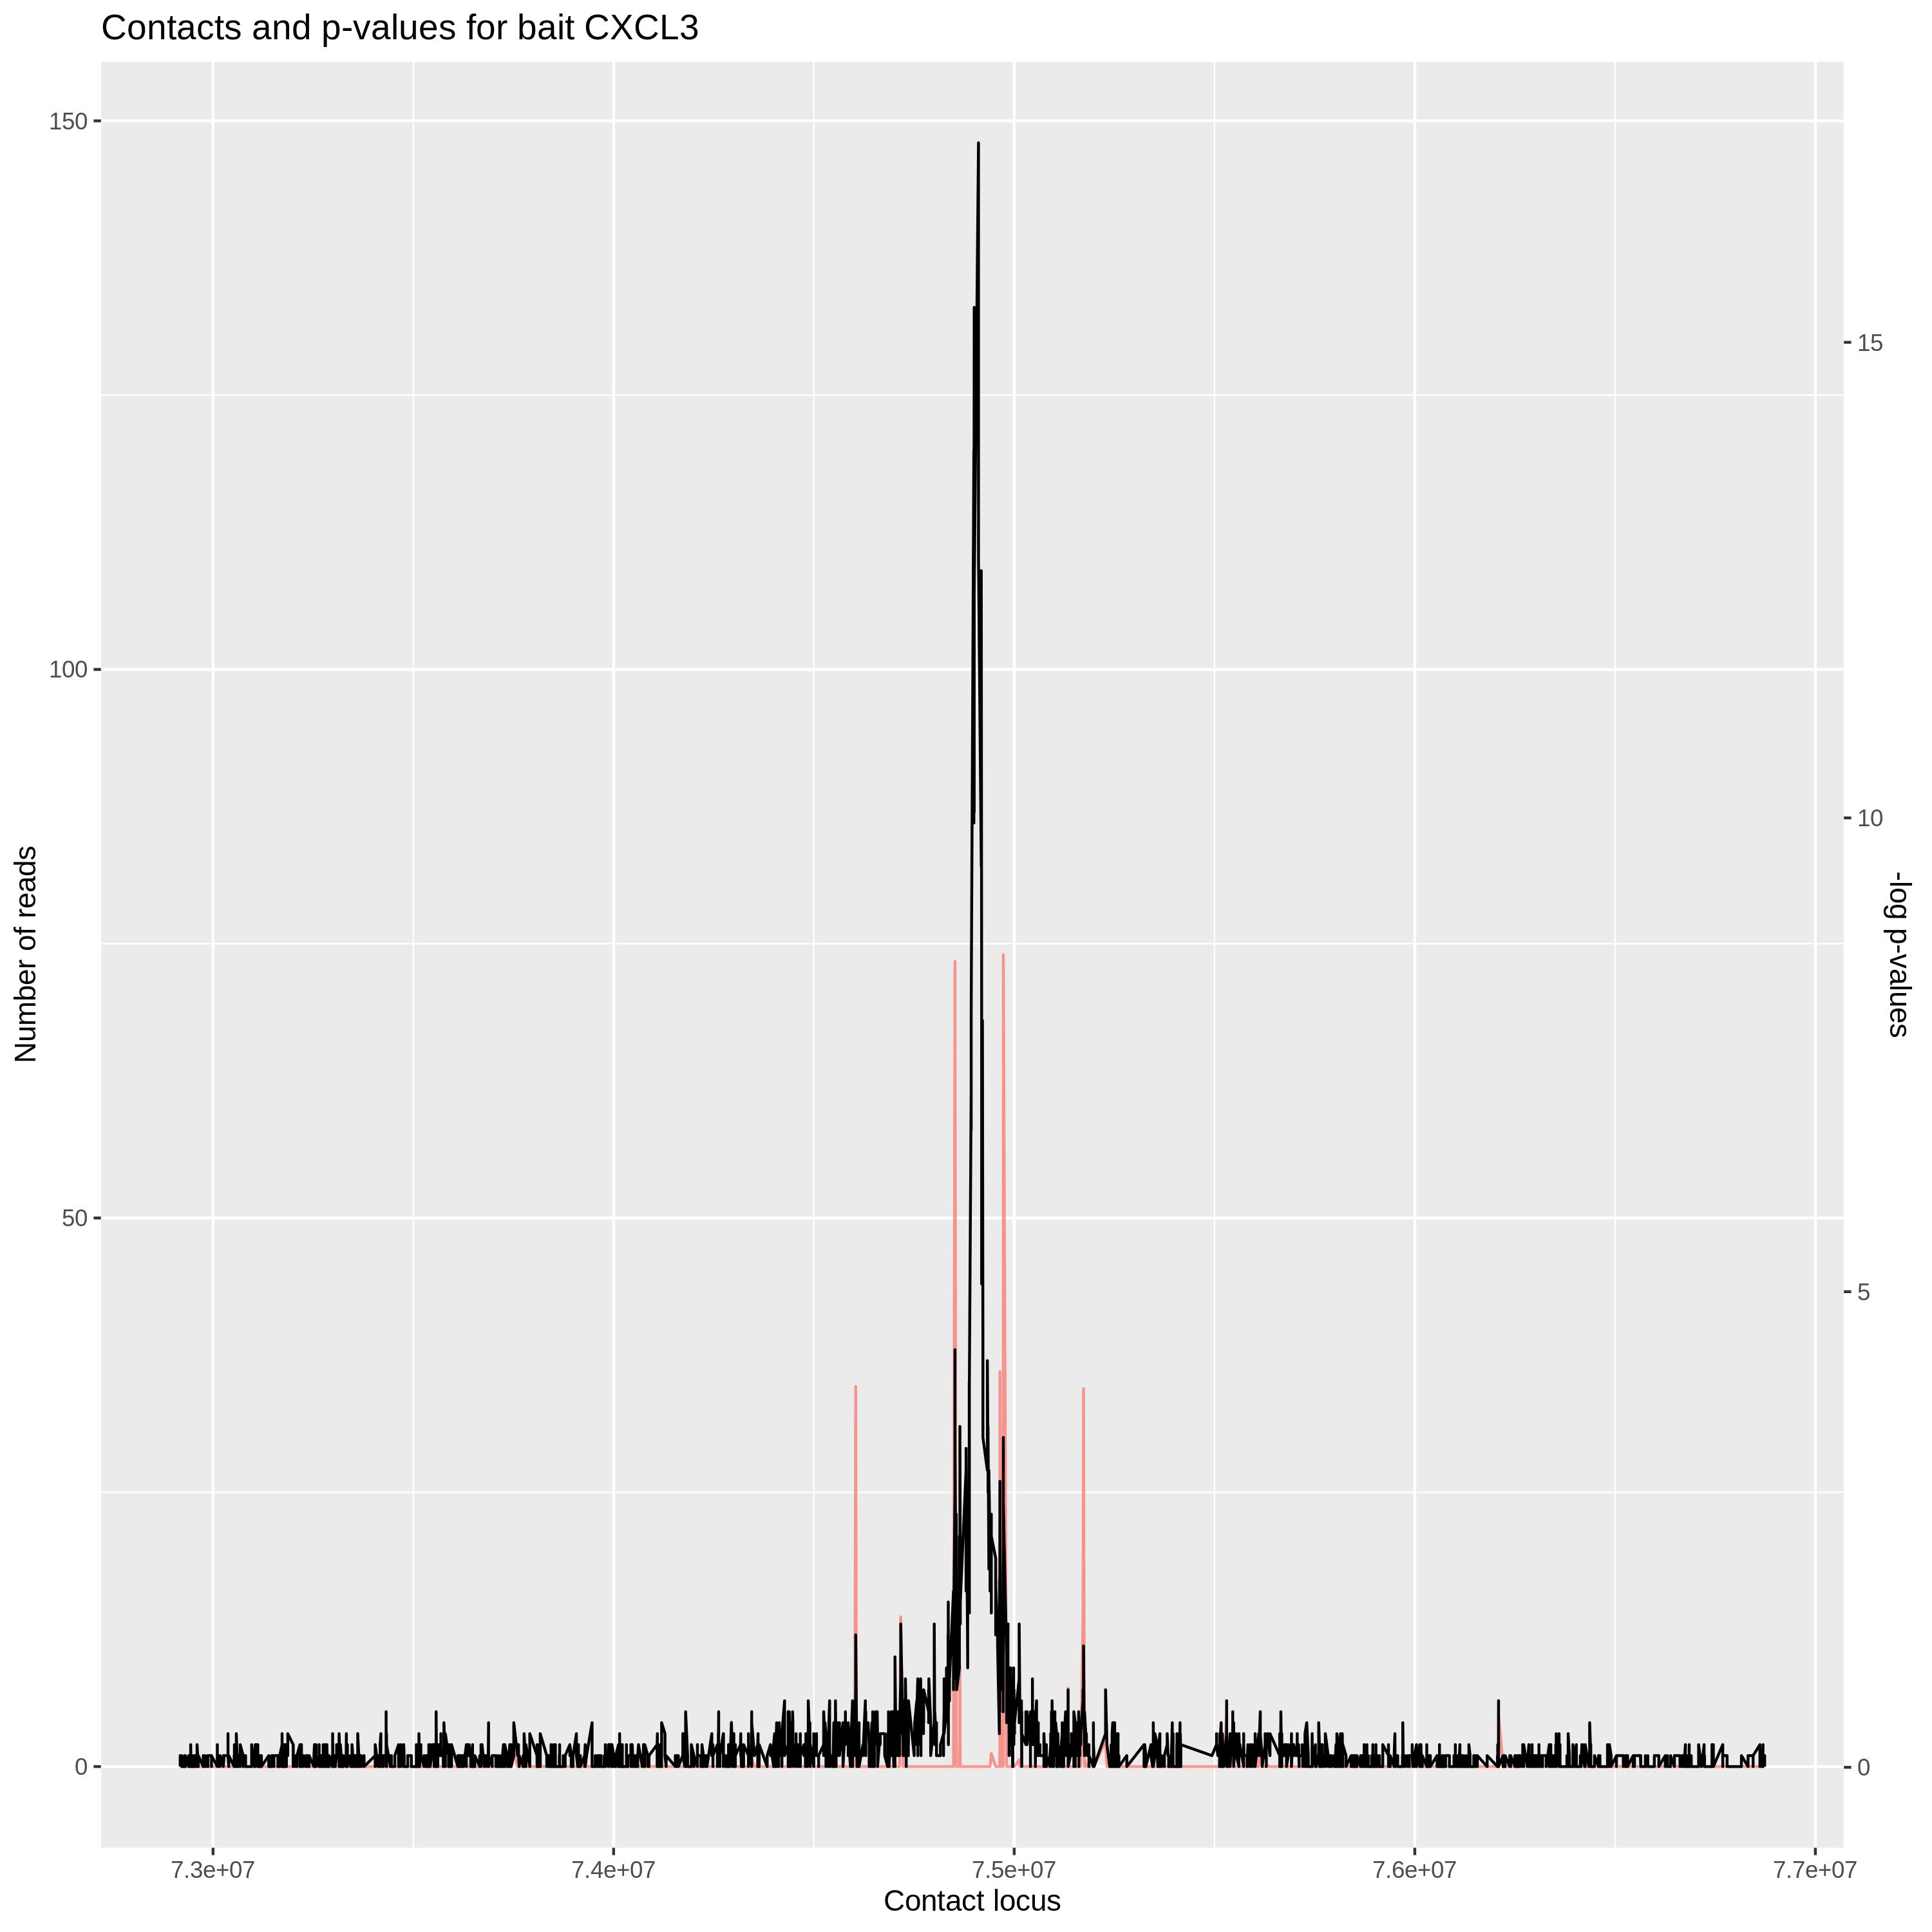 Contacts and p-values for bait CXCL3
150
100
50
0
Number of reads
15
10
5
0
-log p-values
7.3e+07 7.4e+07 7.5e+07 7.6e+07 7.7e+07
Contact locus